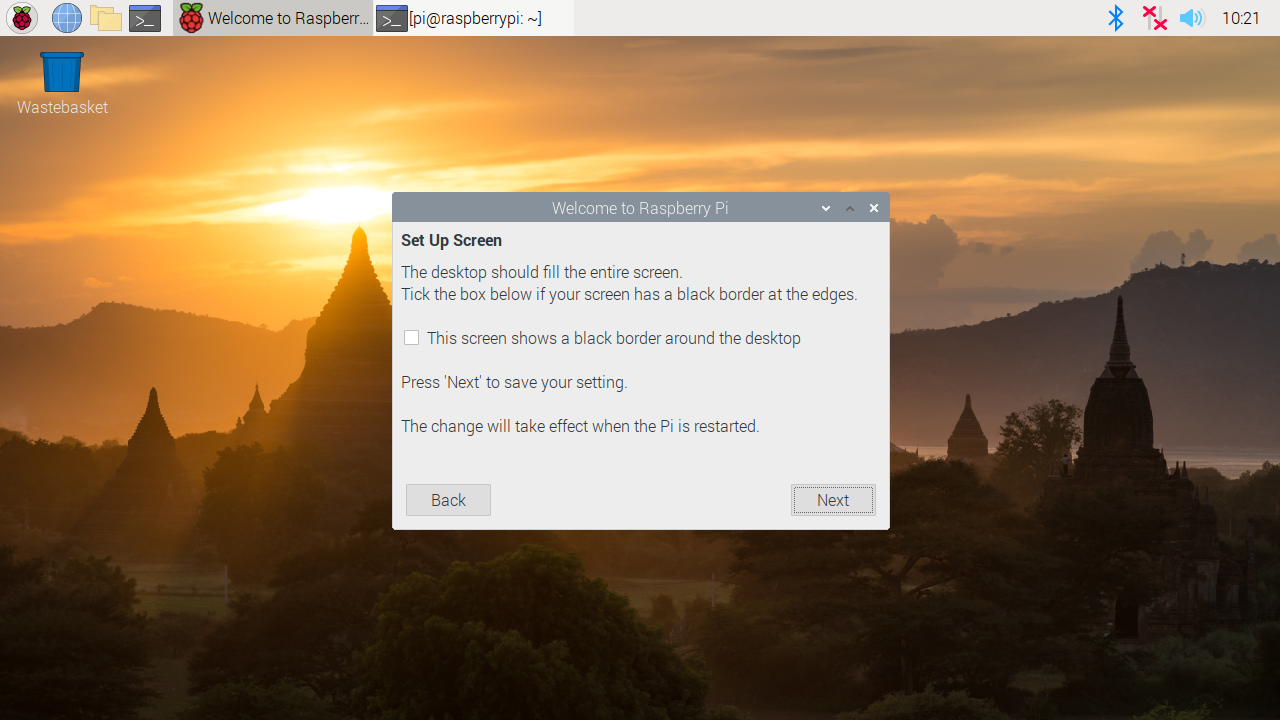 Welcome to Raspberr...
[pi@raspberrypi: ~]
10:21
Wastebasket
Welcome to Raspberry Pi
Set Up Screen
The desktop should fill the entire screen.
Tick the box below if your screen has a black border at the edges.
This screen shows a black border around the desktop
Press 'Next' to save your setting.
The change will take effect when the Pi is restarted.
Back
Next